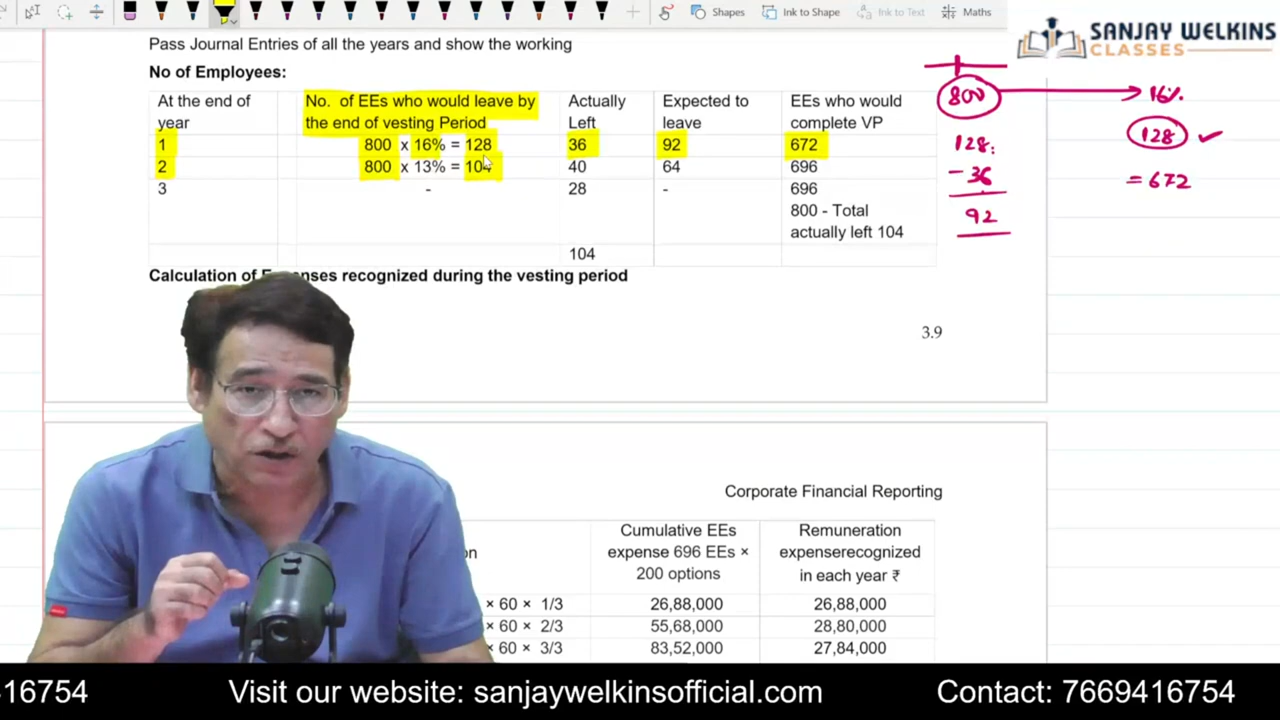 Shapes
Ink to Shape
Ink to Text
Maths
SANJAY WELKINS
CLASSES
Pass Journal Entries of all the years and show the working
No of Employees:
At the end of year No. of EEs who would leave by the end of vesting Period Actually Left Expected to leave EEs who would complete VP
1 800 x 16% = 128 36 92 672
2 800 x 13% = 104 40 64 696
3 - 28 - 696
800 - Total
actually left 104
104
800 16%
128
128
- 36
= 672
92
Calculation of Expenses recognized during the vesting period
3.9
Corporate Financial Reporting
Cumulative EEs expense 696 EEs × 200 options Remuneration expenserecognized in each year ₹
× 60 × 1/3 26,88,000 26,88,000
× 60 × 2/3 55,68,000 28,80,000
× 60 × 3/3 83,52,000 27,84,000
16754 Visit our website: sanjaywelkinsofficial.com Contact: 7669416754